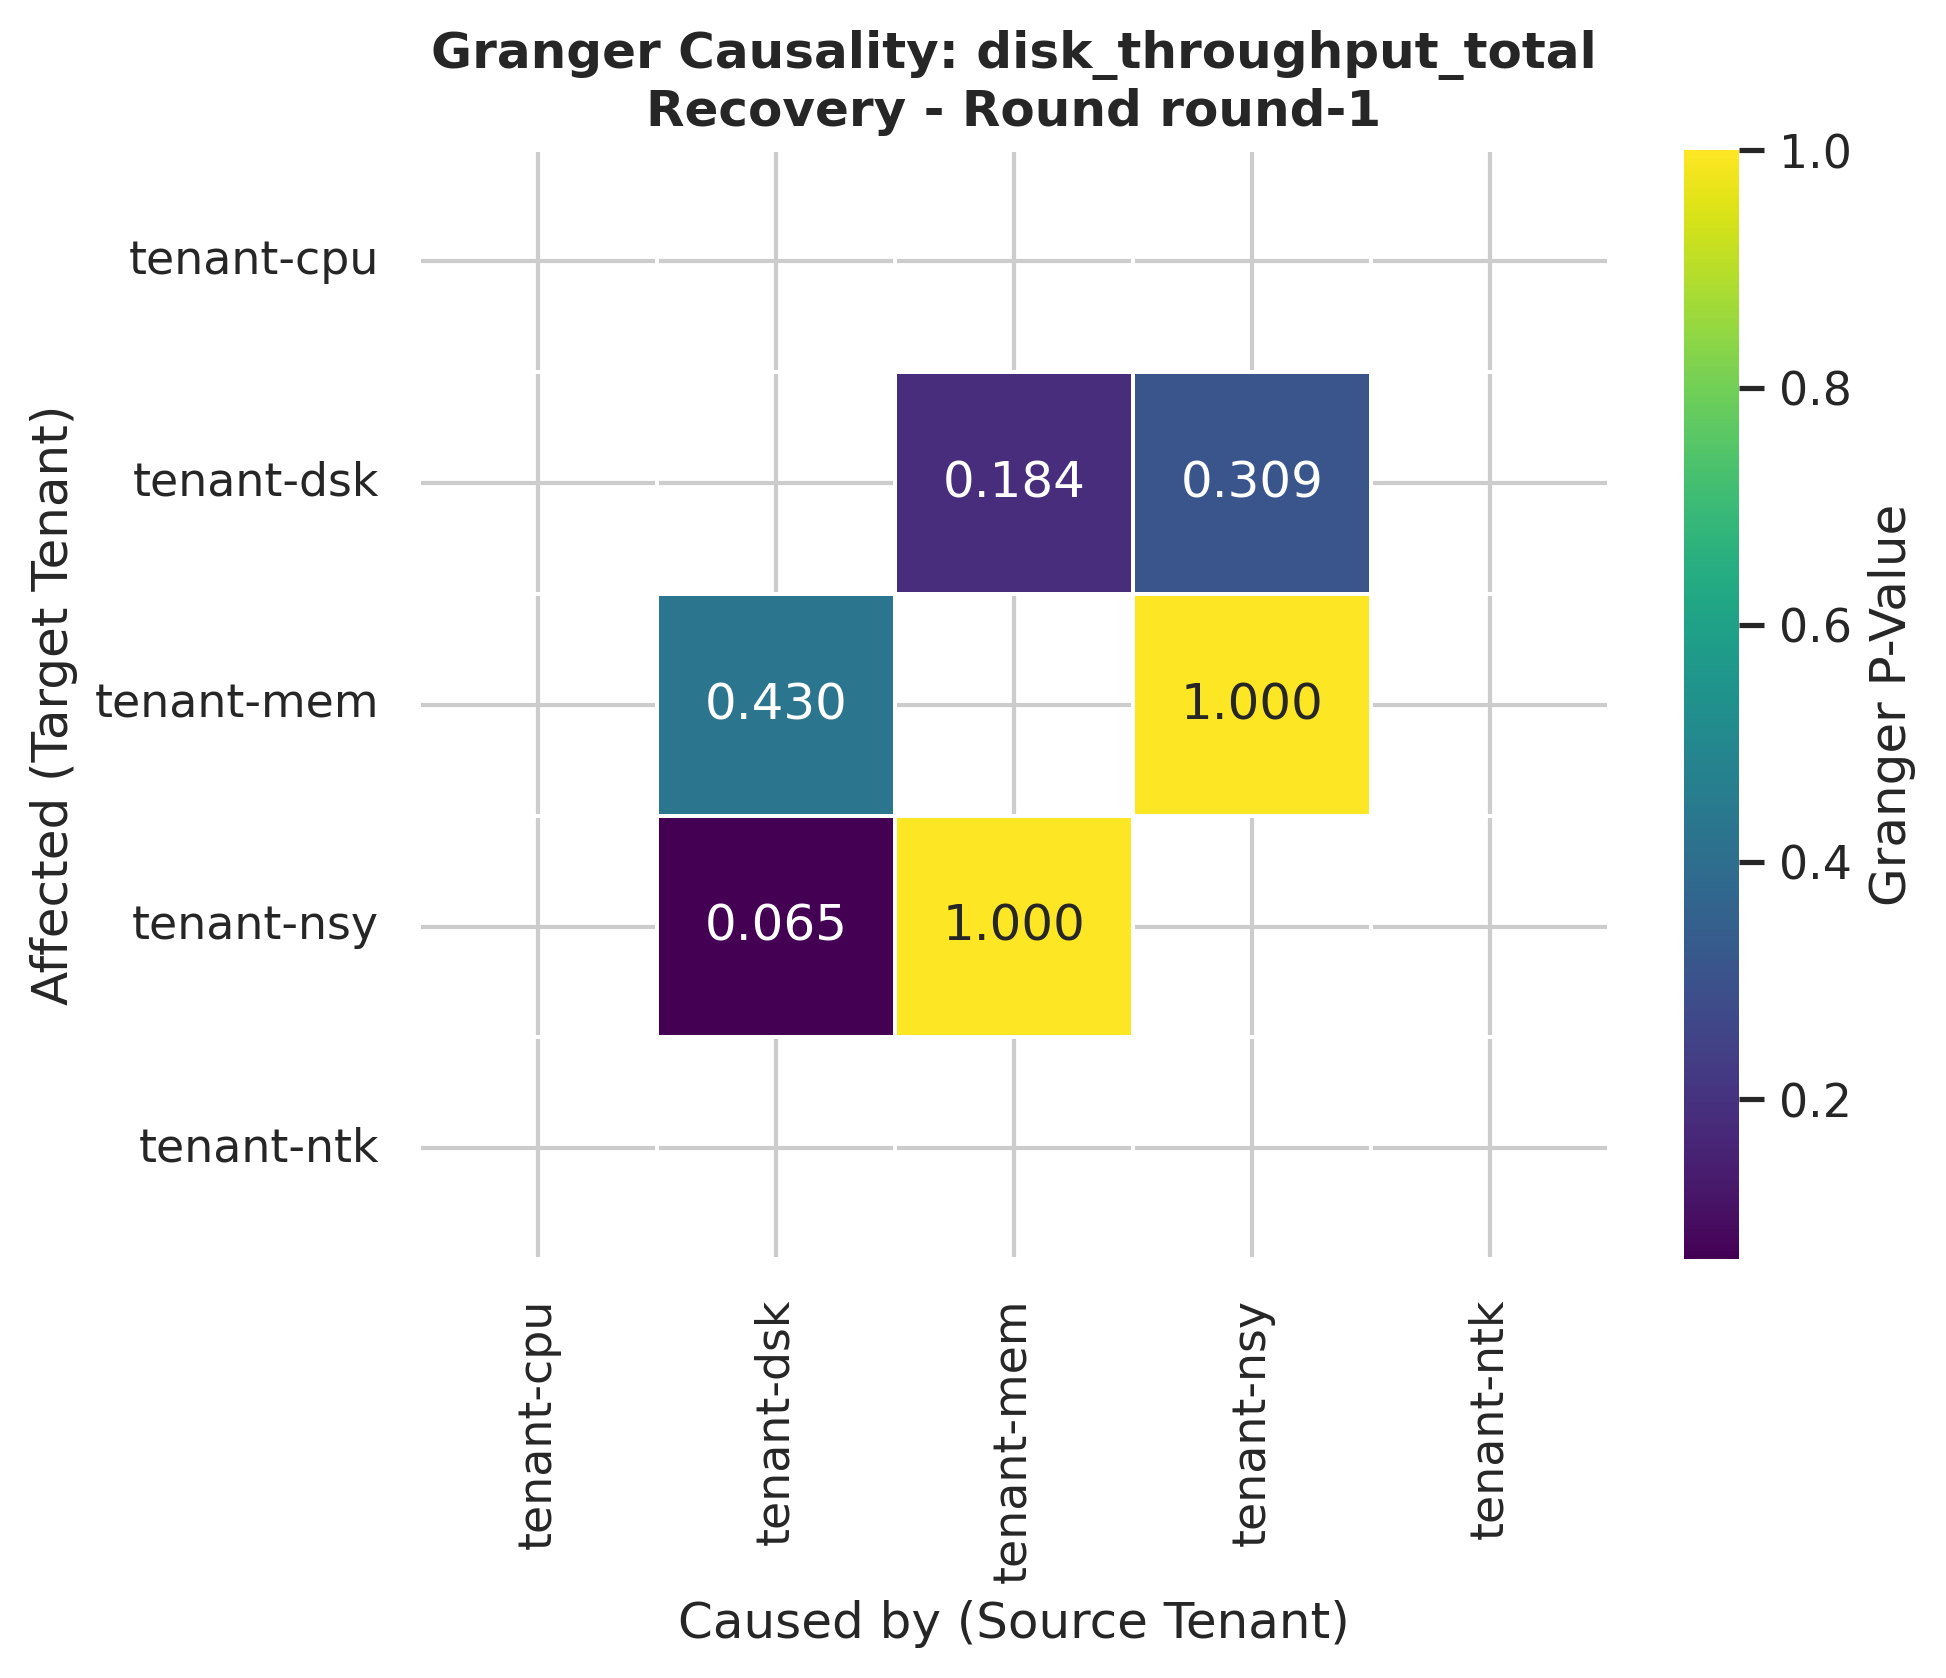 Granger Causality: disk_throughput_total
Recovery - Round round-1
Affected (Target Tenant)
tenant-cpu
tenant-dsk
tenant-mem
tenant-nsy
tenant-ntk
0.184 0.309
0.430 1.000
0.065 1.000
tenant-cpu
tenant-dsk
tenant-mem
tenant-nsy
tenant-ntk
Caused by (Source Tenant)
1.0
0.8
0.6
0.4
0.2
Granger P-Value